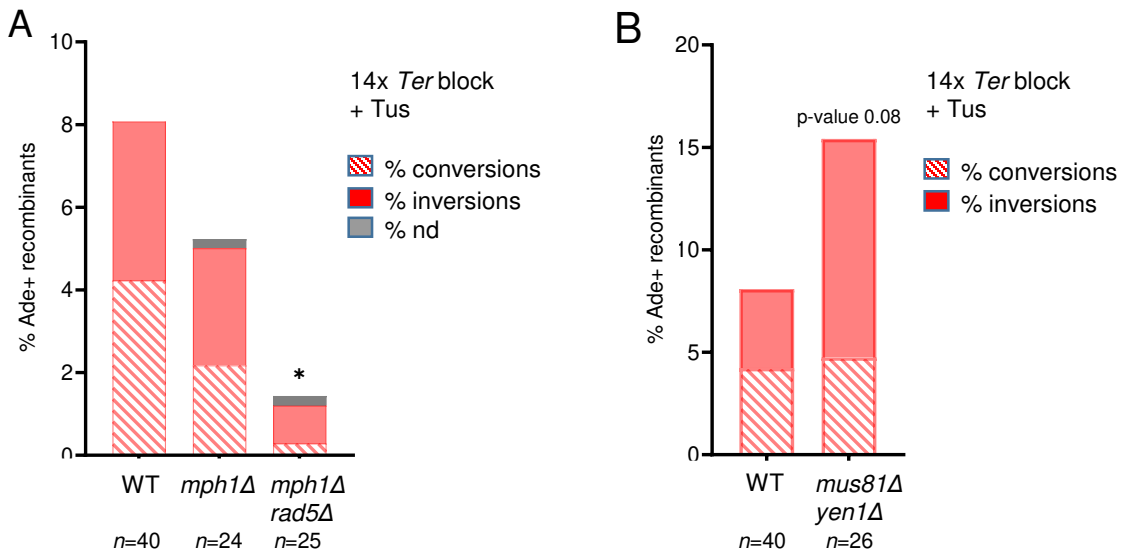 A
% Ade+ recombinants
10
8
6
4
2
0
14x Ter block
+ Tus
% conversions
% inversions
% nd
*
WT
mph1Δ
mph1Δ
rad5Δ
n=40
n=24
n=25
B
% Ade+ recombinants
20
15
10
5
0
p-value 0.08
14x Ter block
+ Tus
% conversions
% inversions
WT
mus81Δ
yen1Δ
n=40
n=26